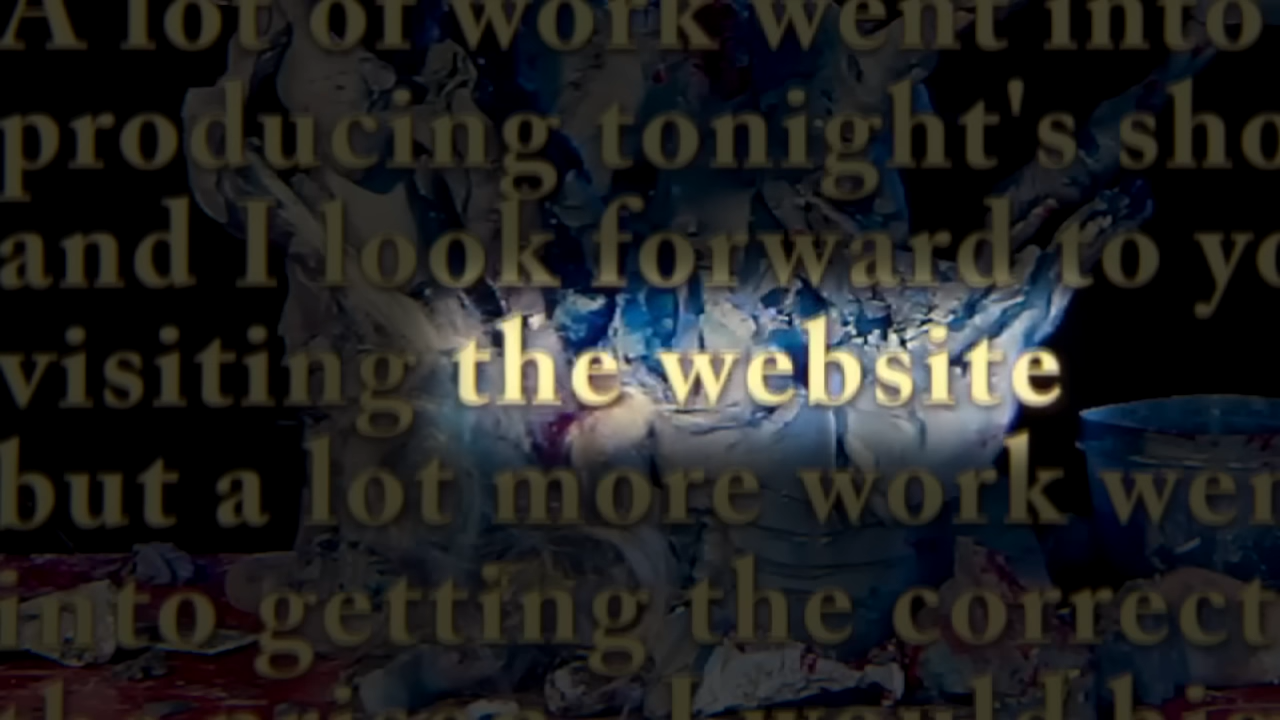 A lot of work went into
producing tonight's sho
and I look forward to yo
visiting the website
but a lot more work wer
into getting the correct